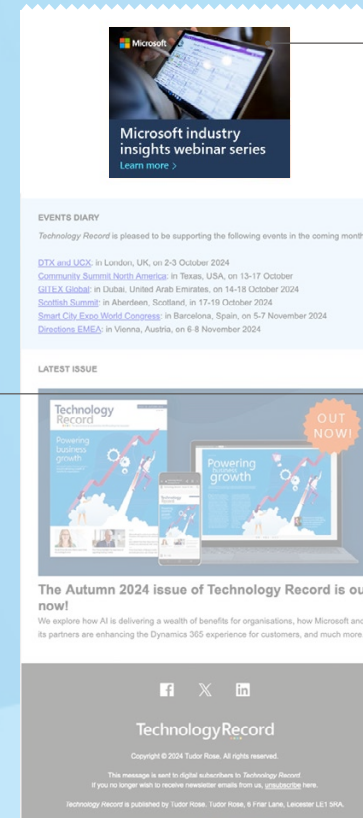 Microsoft
Microsoft industry
insights webinar series
Learn more >
EVENTS DIARY
Technology Record is pleased to be supporting the following events in the coming month
DTX and UCX: in London, UK, on 2-3 October 2024
Community Summit North America: in Texas, USA, on 13-17 October
GITEX Global: in Dubai, United Arab Emirates, on 14-18 October 2024
Scottish Summit: in Aberdeen, Scotland, in 17-19 October 2024
Smart City Expo World Congress: in Barcelona, Spain, on 5-7 November 2024
Directions EMEA: in Vienna, Austria, on 6-8 November 2024
LATEST ISSUE
Technology
Record
Powering
business
growth
OUT
NOW!
Powering
business
growth
The Autumn 2024 issue of Technology Record is ou
now!
We explore how AI is delivering a wealth of benefits for organisations, how Microsoft and
its partners are enhancing the Dynamics 365 experience for customers, and much more
TechnologyRecord
Copyright © 2024 Tudor Rose. All rights reserved.
This message is sent to digital subscribers to Technology Record.
If you no longer wish to receive newsletter emails from us, unsubscribe here.
Technology Record is published by Tudor Rose. Tudor Rose, 6 Friar Lane, Leicester LE1 5RA.